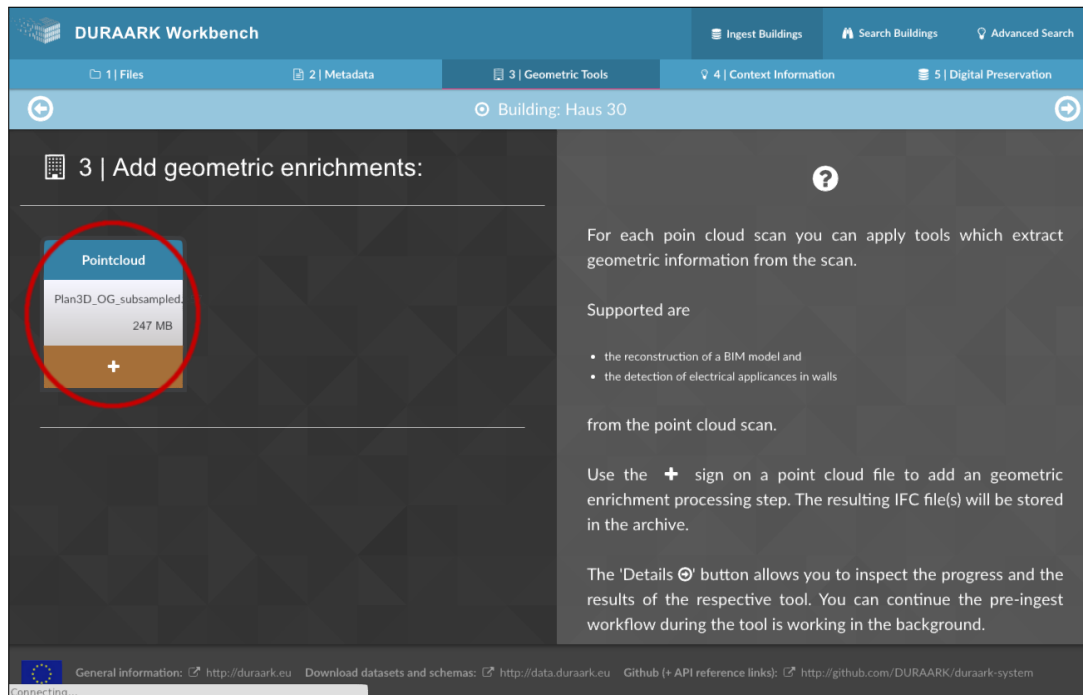 DURAARK Workbench
Ingest Buildings
Search Buildings
Advanced Search
1 | Files
2 | Metadata
3 | Geometric Tools
4 | Context Information
5 | Digital Preservation
Building: Haus 30
3 | Add geometric enrichments:
Pointcloud
Plan3D_OG_subsampled.
247 MB
+
?
For each poin cloud scan you can apply tools which extract
geometric information from the scan.
Supported are
• the reconstruction of a BIM model and
• the detection of electrical applicances in walls
from the point cloud scan.
Use the + sign on a point cloud file to add an geometric
enrichment processing step. The resulting IFC file(s) will be stored
in the archive.
The 'Details ' button allows you to inspect the progress and the
results of the respective tool. You can continue the pre-ingest
workflow during the tool is working in the background.
General information: http://duraark.eu Download datasets and schemas: http://data.duraark.eu Github (+ API reference links): http://github.com/DURAARK/duraark-system
Connecting...